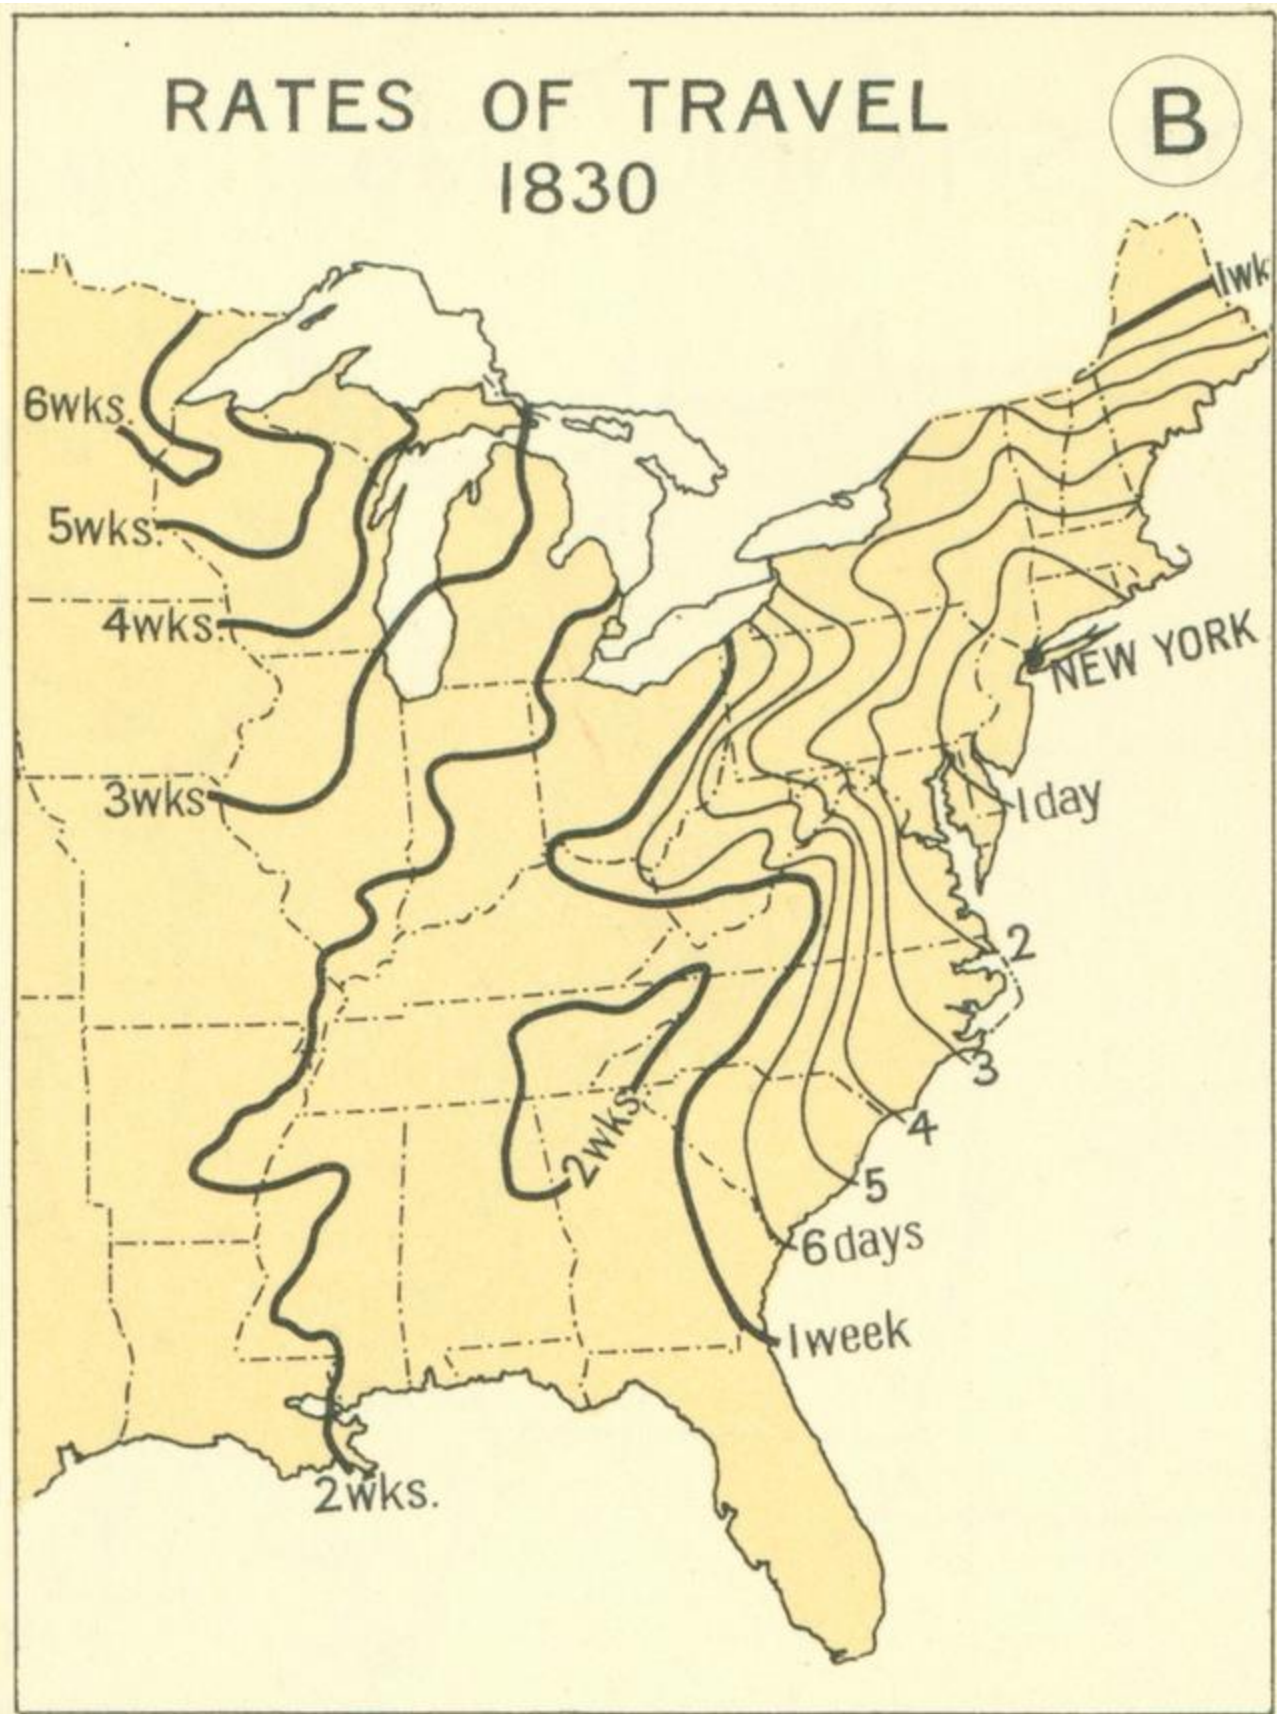 RATES OF TRAVEL
1830
B
1wk
6wks.
5wks.
4wks.
NEW YORK
3wks
1day
2
3
2wks.
4
5
6days
1week
2wks.